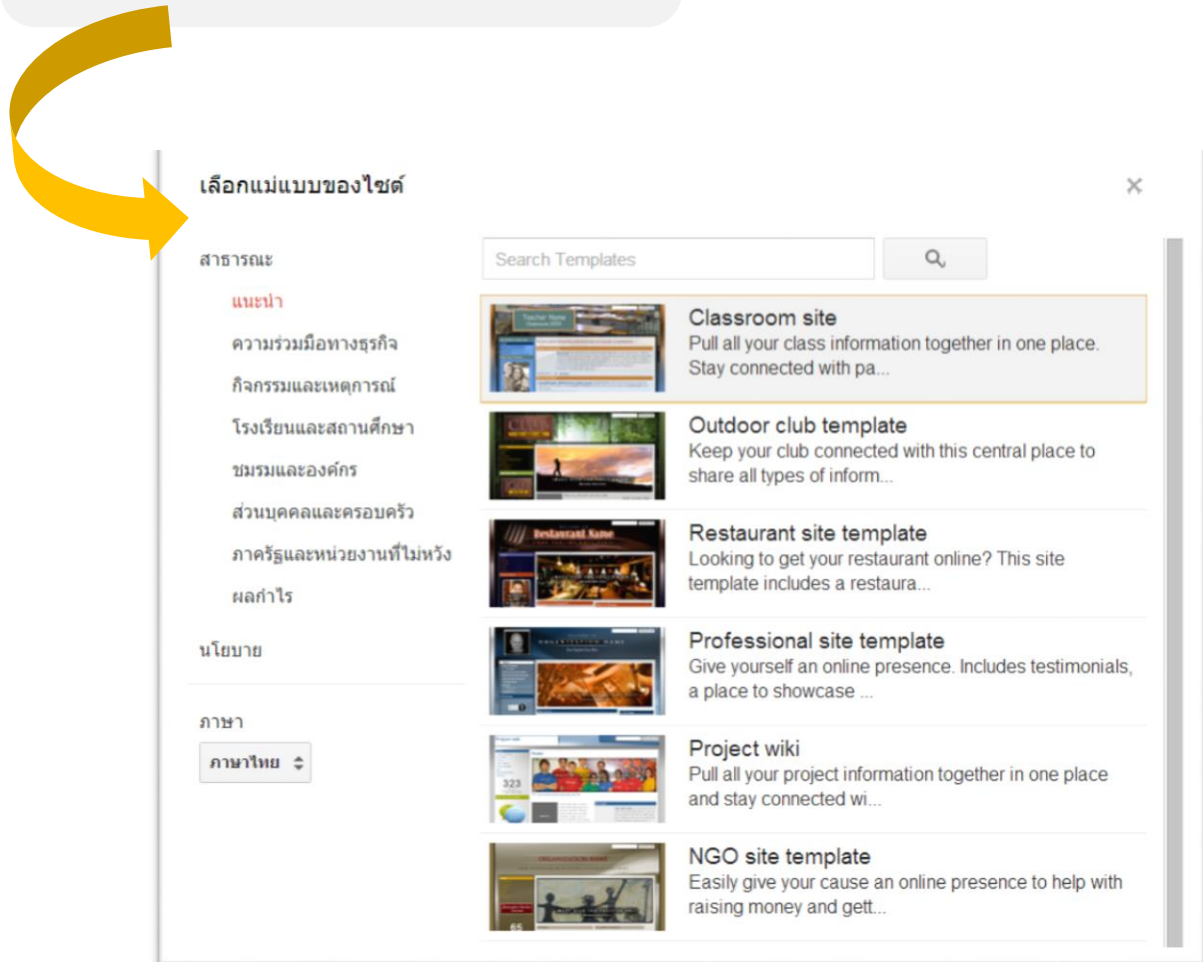 เลือกแม่แบบของไซต์
สาธารณะ
แนะนำ
ความร่วมมือทางธุรกิจ
กิจกรรมและเหตุการณ์
โรงเรียนและสถานศึกษา
ชมรมและองค์กร
ส่วนบุคคลและครอบครัว
ภาครัฐและหน่วยงานที่ไม่หวัง
ผลกำไร
นโยบาย
ภาษา
ภาษาไทย
Search Templates
Classroom site
Pull all your class information together in one place.
Stay connected with pa...
Outdoor club template
Keep your club connected with this central place to
share all types of inform...
Restaurant Name
Restaurant site template
Looking to get your restaurant online? This site
template includes a restaura...
Professional site template
Give yourself an online presence. Includes testimonials,
a place to showcase ...
323
Project wiki
Pull all your project information together in one place
and stay connected wi...
65
NGO site template
Easily give your cause an online presence to help with
raising money and gett...